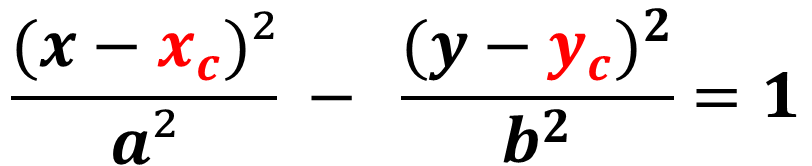 (x − x_c)² / a² − (y − y_c)² / b² = 1